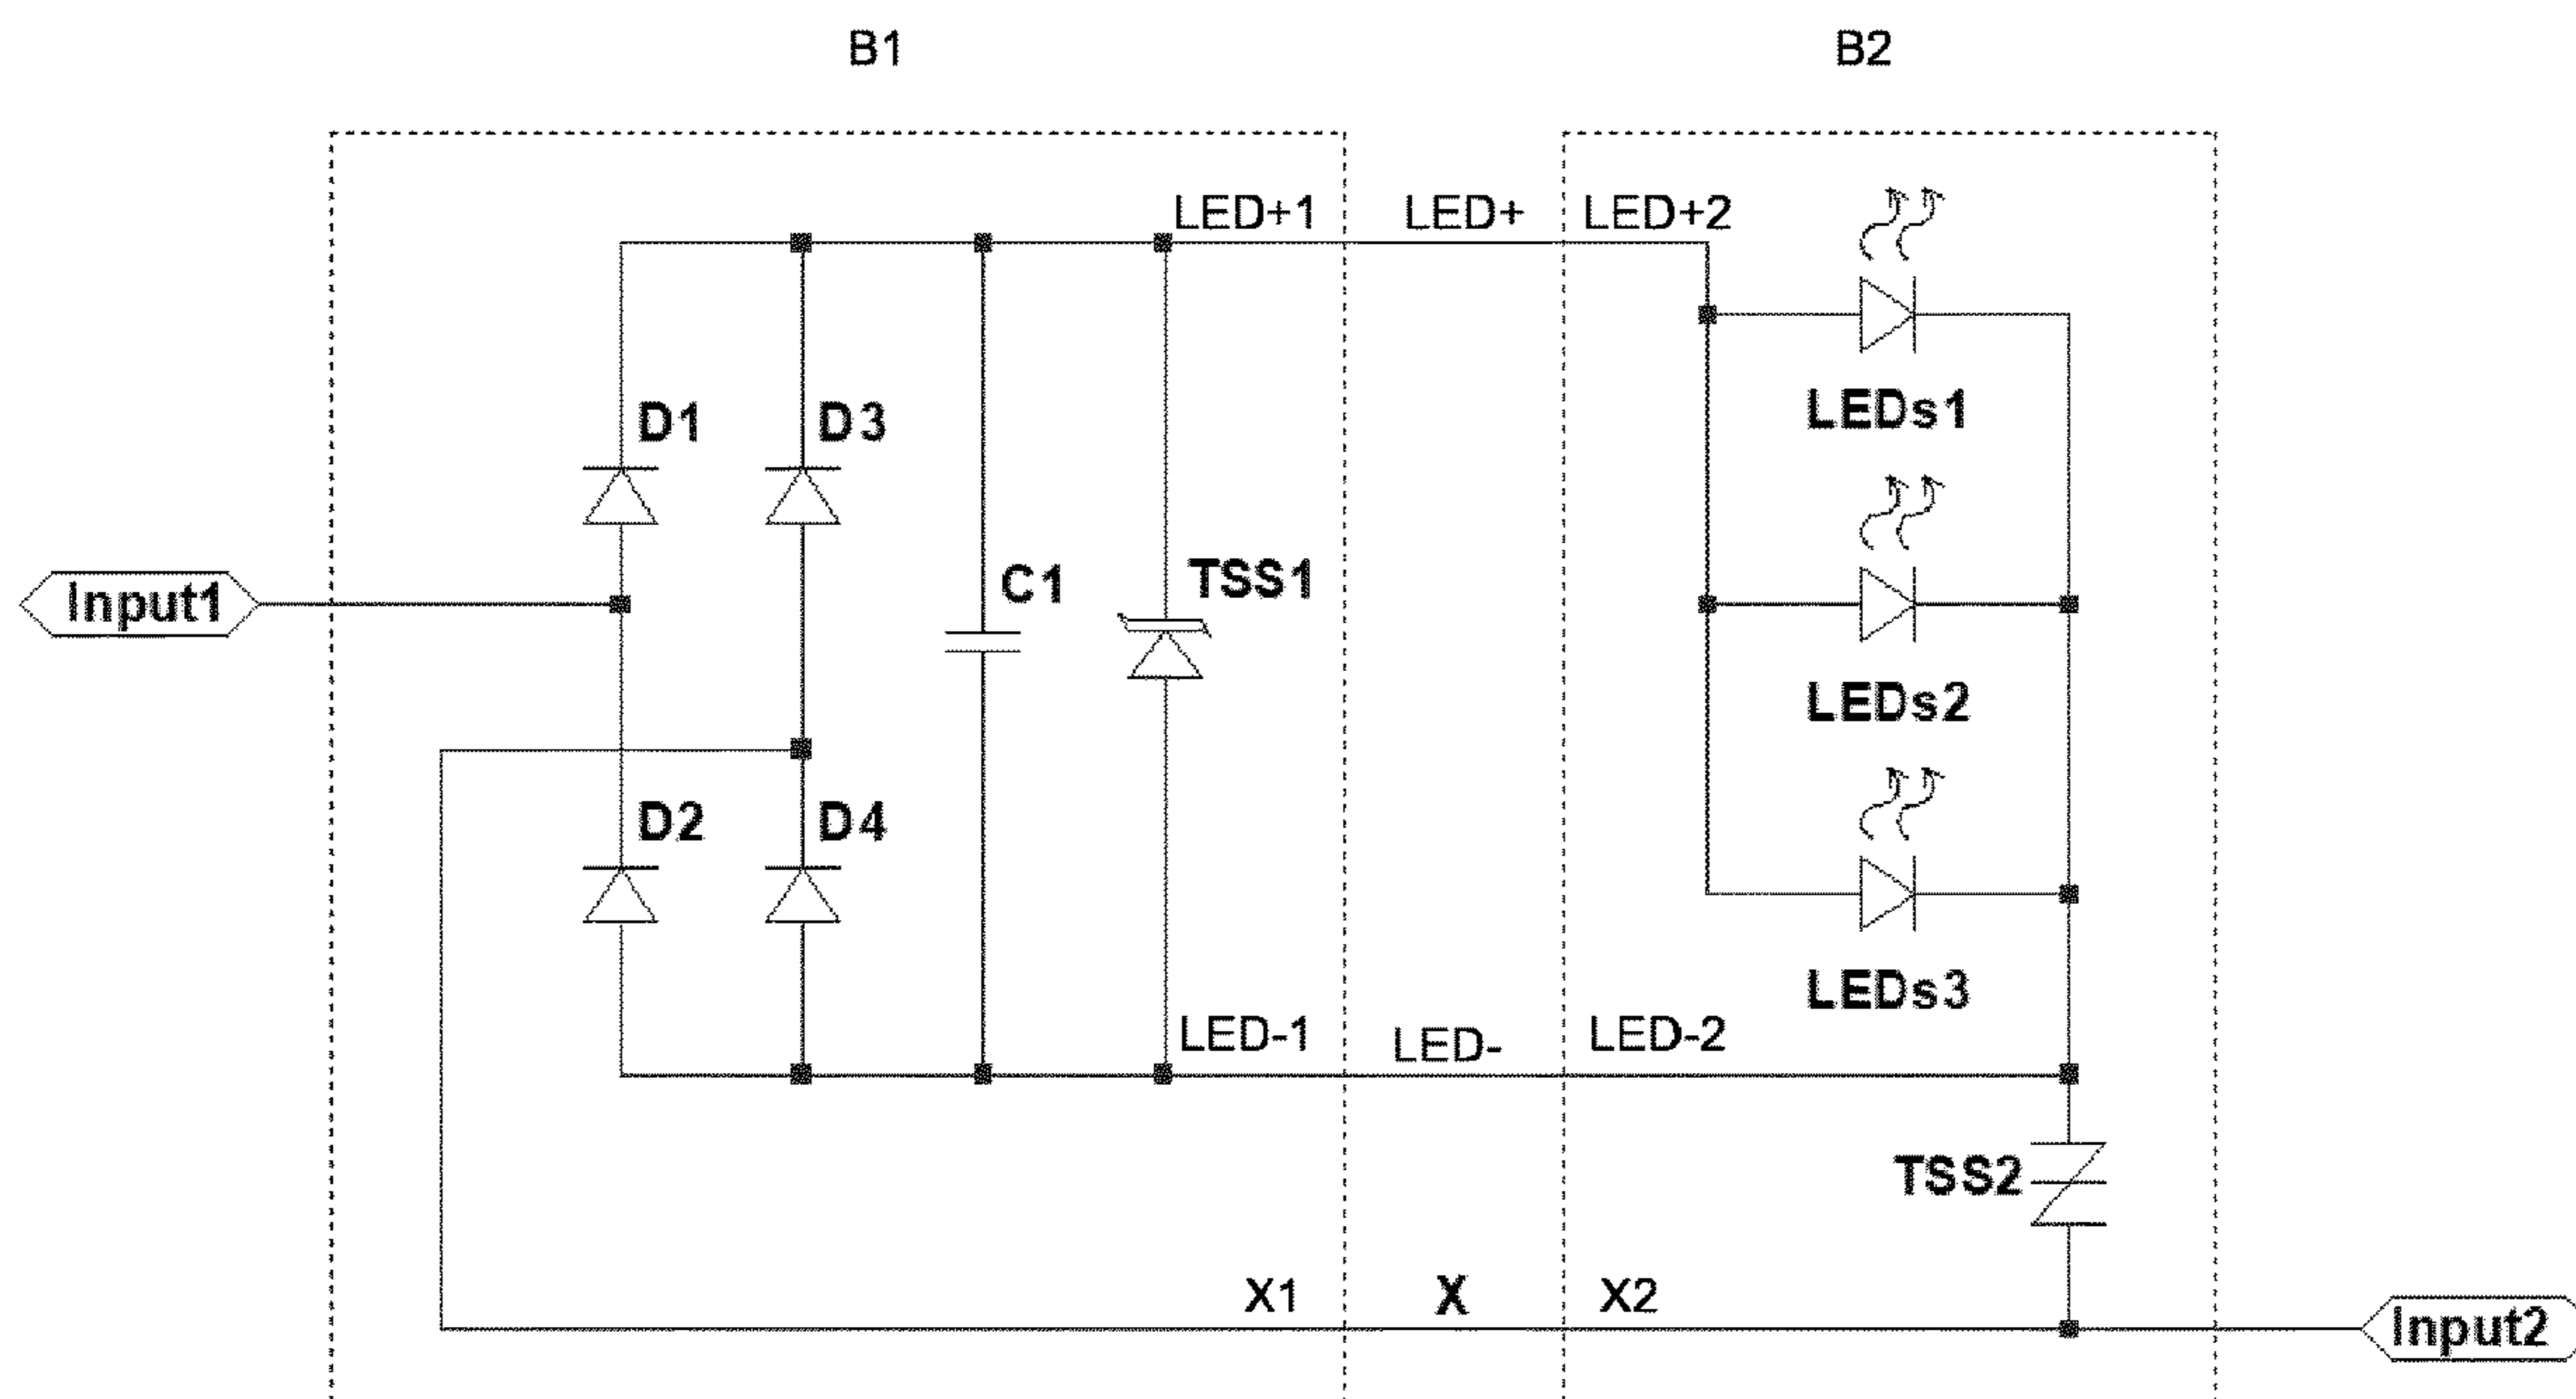 B1
B2
LED+1
LED+
LED+2
D1
D3
LEDs1
Input1
C1
TSS1
LEDs2
D2
D4
LEDs3
LED-1
LED-
LED-2
TSS2
X1
X
X2
Input2